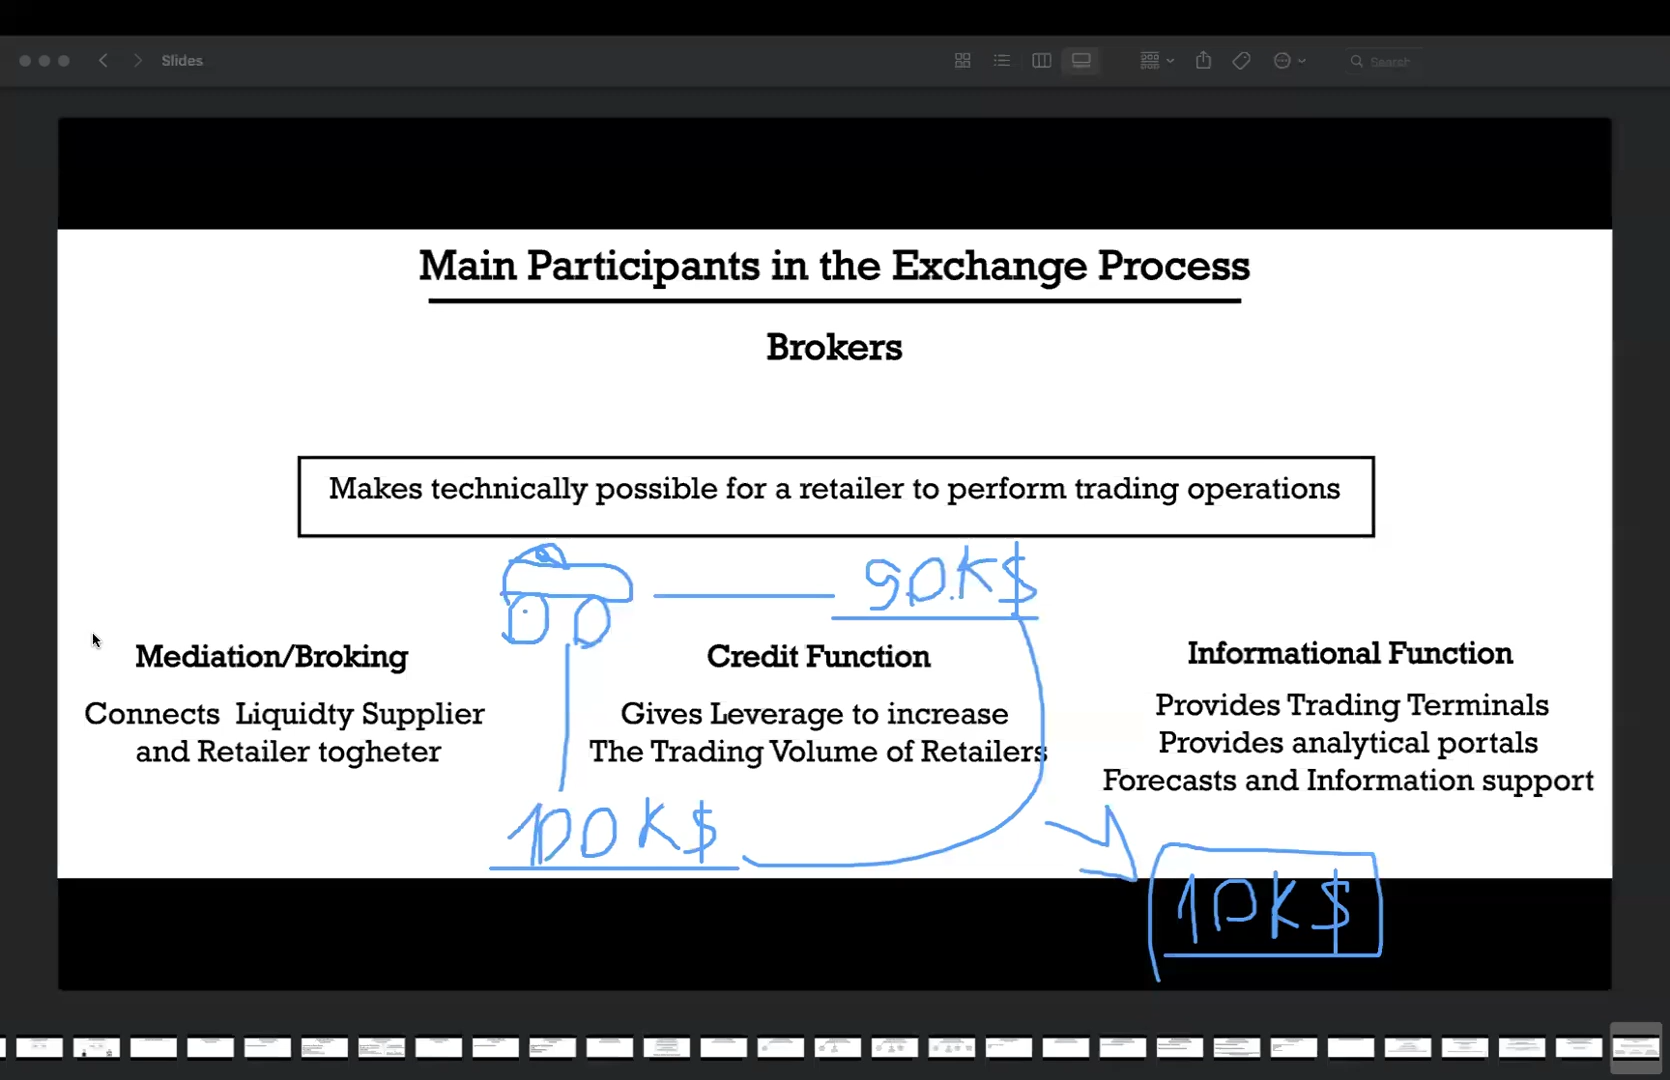 Slides
Search
Main Participants in the Exchange Process
Brokers
Makes technically possible for a retailer to perform trading operations
90K$
Mediation/Broking
Connects Liquidty Supplier
and Retailer togheter
Credit Function
Gives Leverage to increase
The Trading Volume of Retailers
Informational Function
Provides Trading Terminals
Provides analytical portals
Forecasts and Information support
100K$
10K$